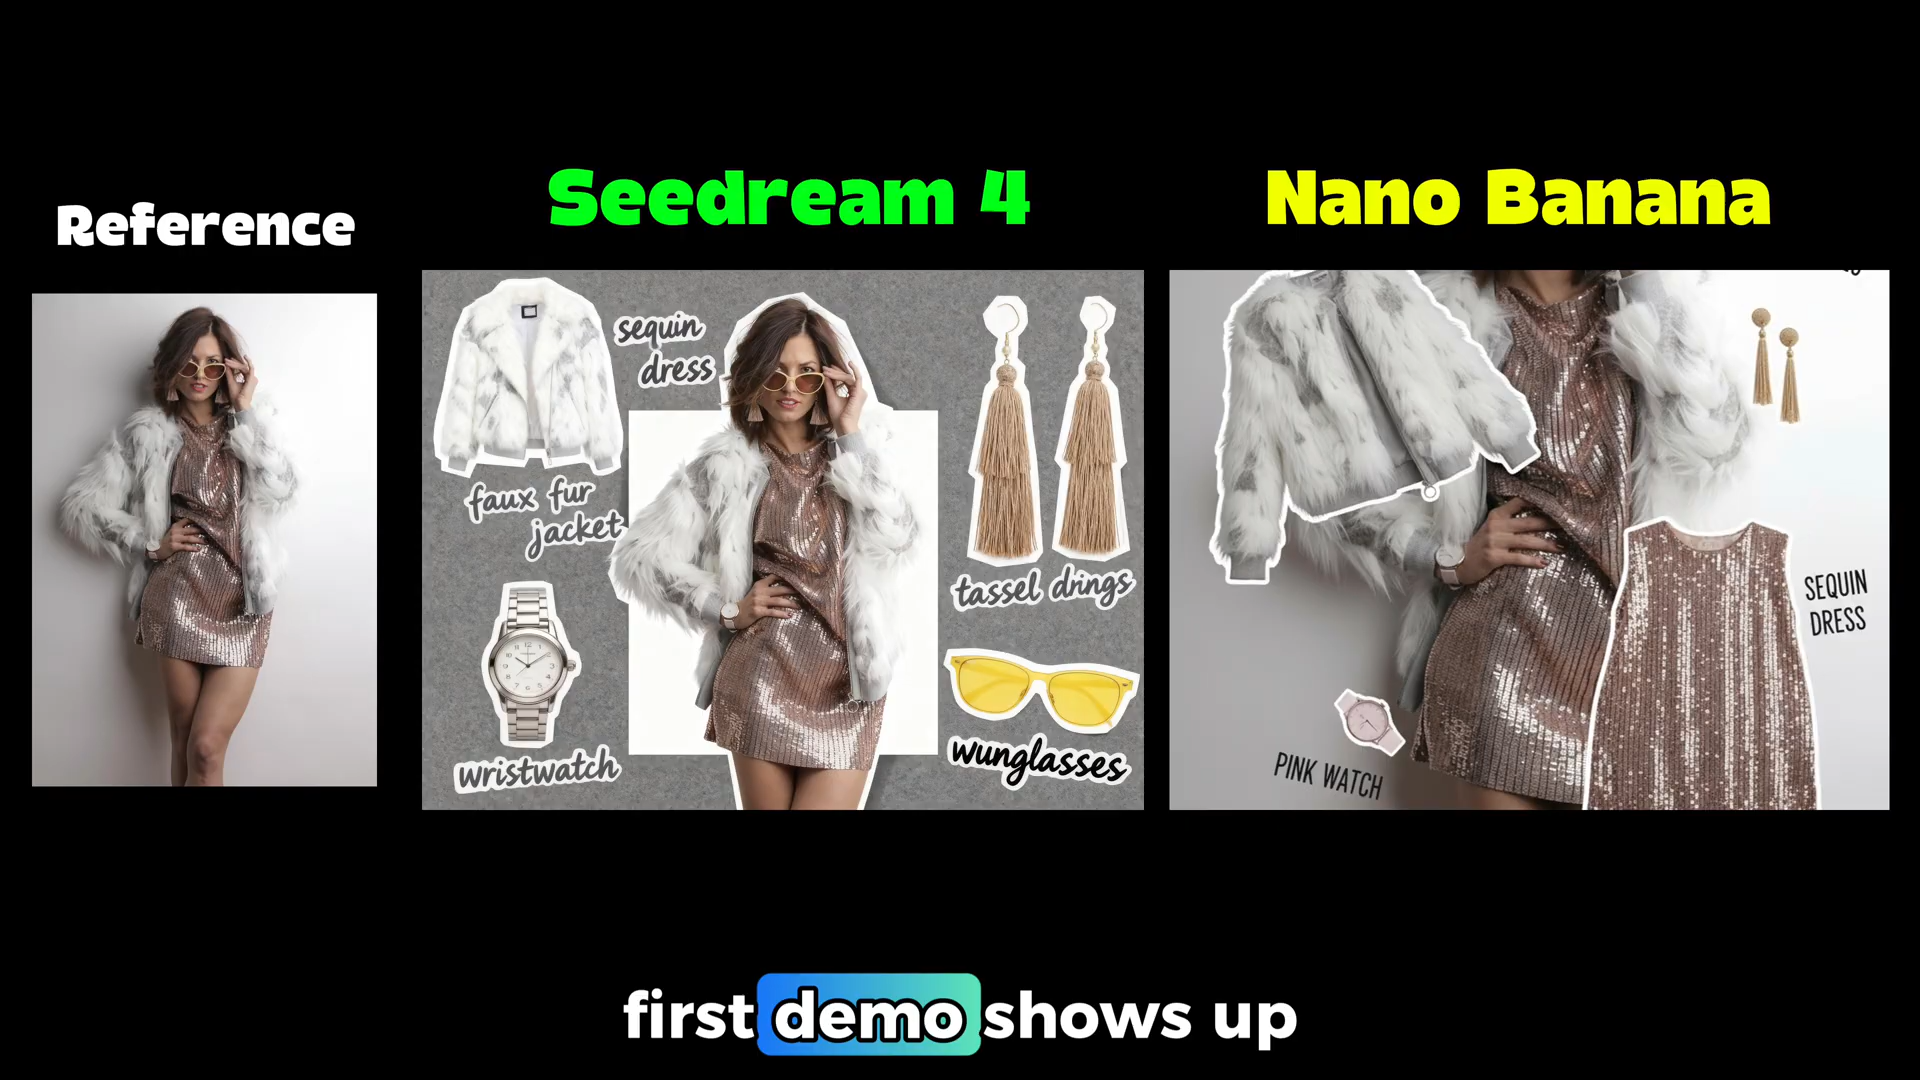 Reference
Seedream 4
Nano Banana
sequin
dress
faux fur
jacket
wristwatch
tassel drings
wunglasses
SEQUIN
DRESS
PINK WATCH
first demo shows up